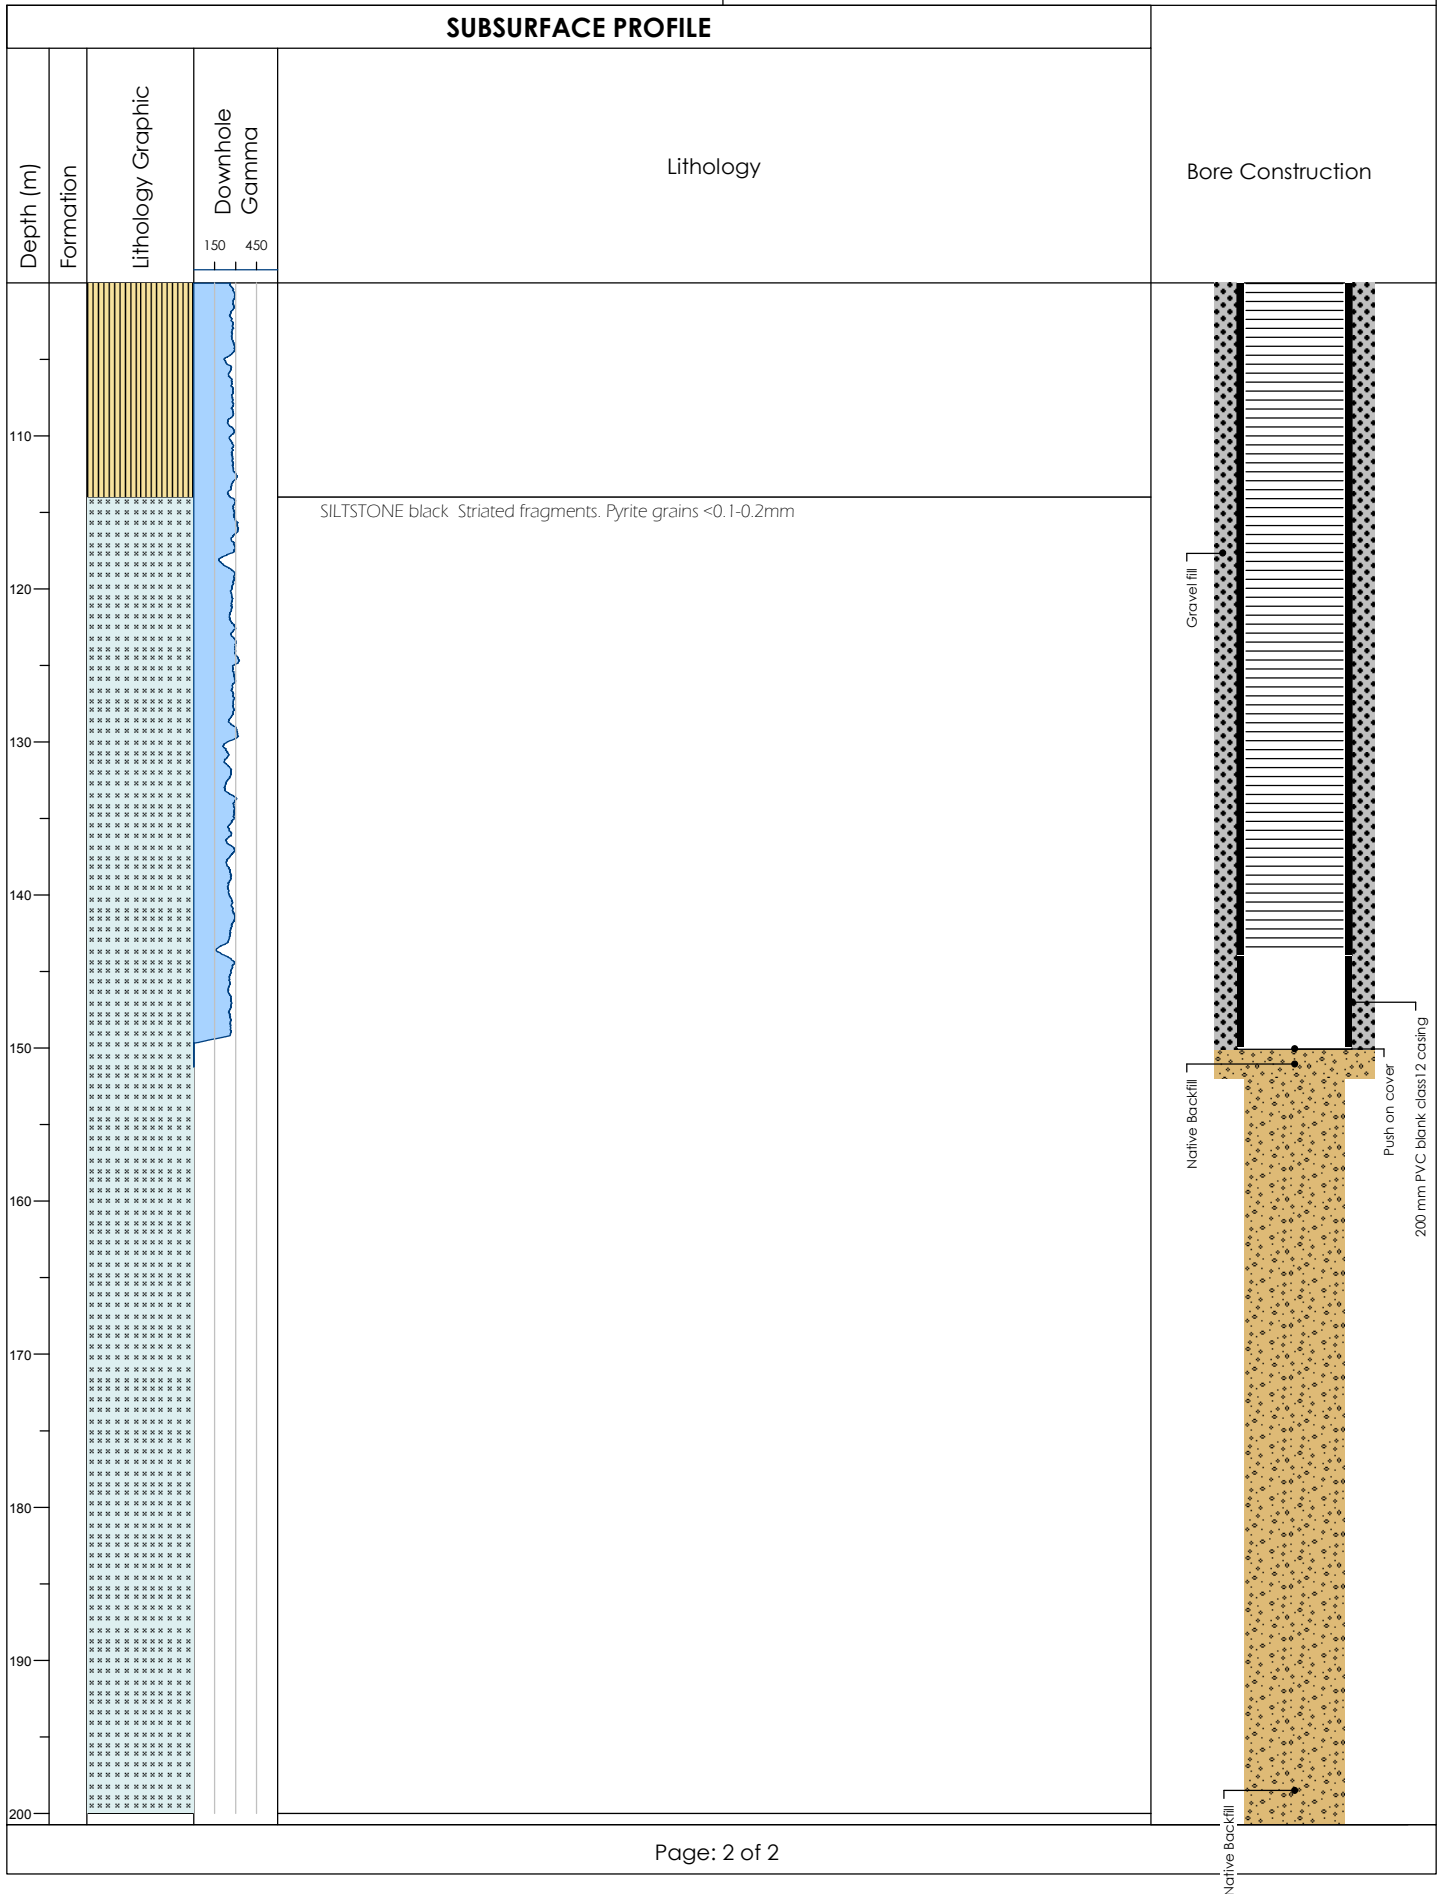 SUBSURFACE PROFILE
Depth (m)
Formation
Lithology Graphic
Downhole
Gamma
150 450
Lithology
Bore Construction
110
SILTSTONE black Striated fragments. Pyrite grains <0.1-0.2mm
120
Gravel fill
130
140
150
Native Backfill
Push on cover
200 mm PVC blank class12 casing
160
170
180
190
200
Native Backfill
Page: 2 of 2